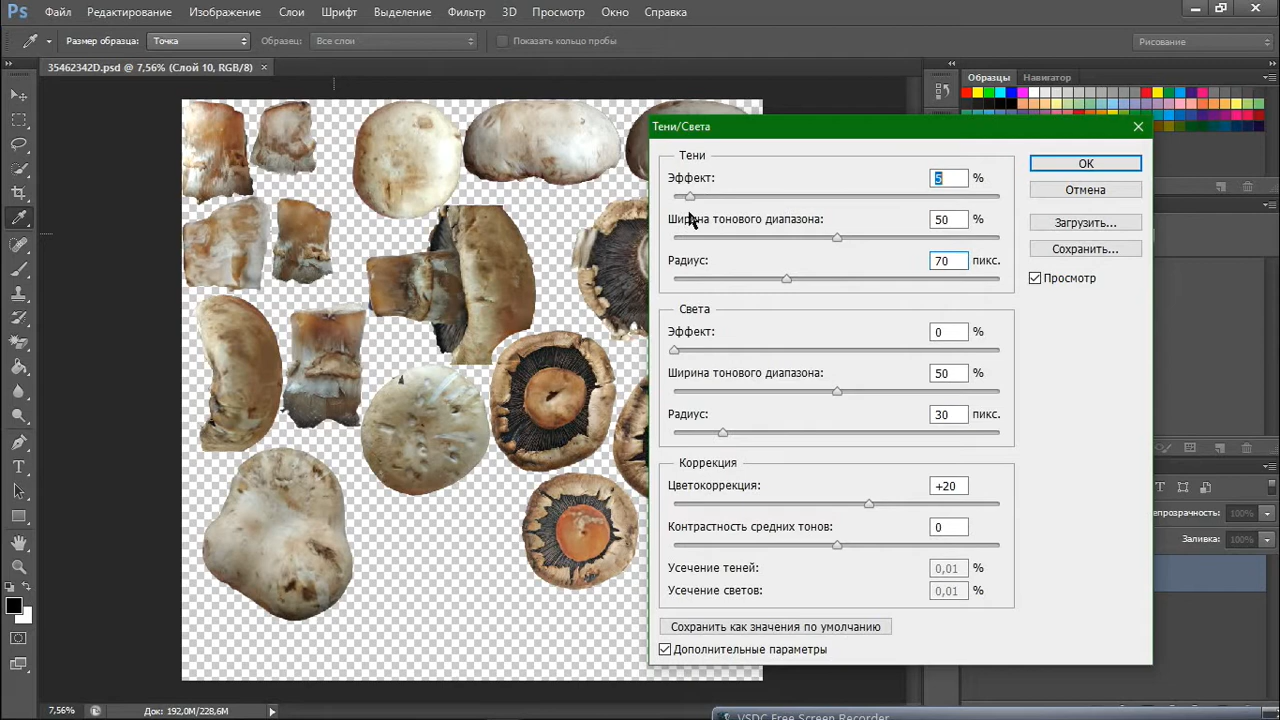 Ps Файл Редактирование Изображение Слои Шрифт Выделение Фильтр 3D Просмотр Окно Справка
Размер образца: Точка Образец: Все слои Показать кольцо пробы Рисование
35462342D.psd @ 7,56% (Слой 10, RGB/8) ×
Образцы Навигатор
Тени/Света
Тени
Эффект: 5 %
Ширина тонового диапазона: 50 %
Радиус: 70 пикс.
Света
Эффект: 0 %
Ширина тонового диапазона: 50 %
Радиус: 30 пикс.
Коррекция
Цветокоррекция: +20
Контрастность средних тонов: 0
Усечение теней: 0,01 %
Усечение светов: 0,01 %
Сохранить как значения по умолчанию
Дополнительные параметры
OK
Отмена
Загрузить...
Сохранить...
Просмотр
100%
Заливка: 100%
7,56% Док: 192,0M/228,6M
VSDC Free Screen Recorder